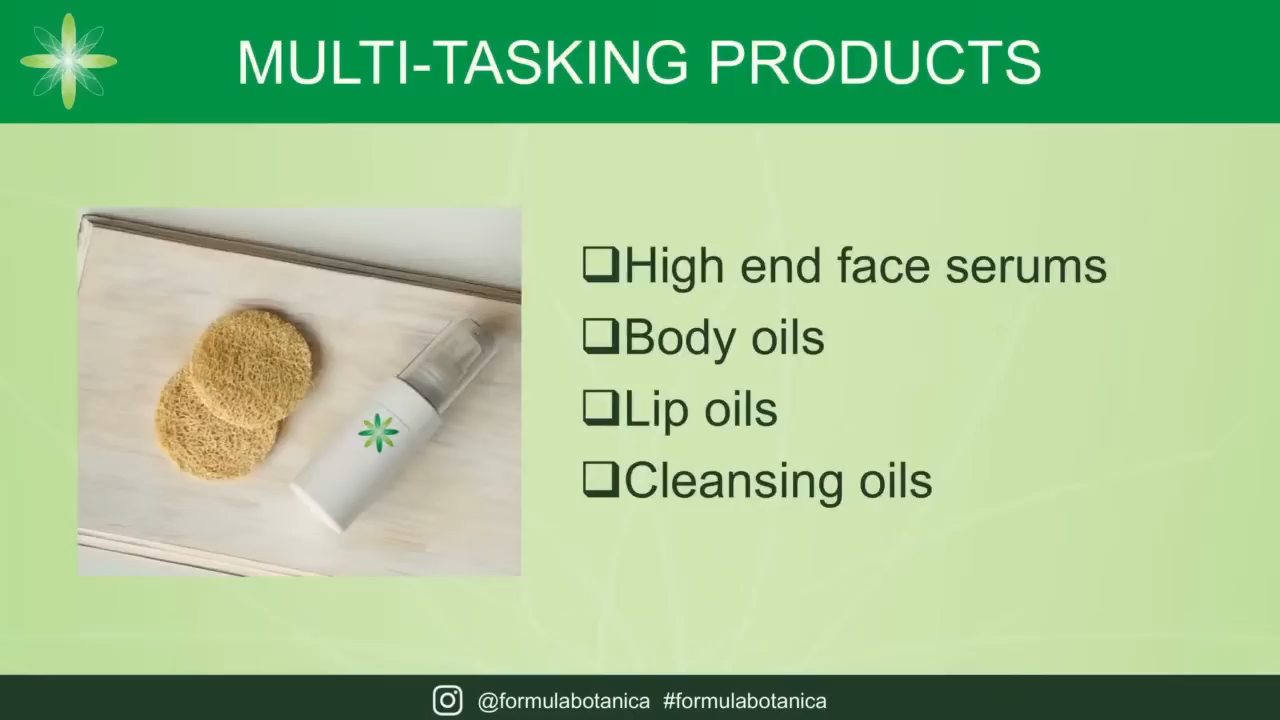 MULTI-TASKING PRODUCTS
❑High end face serums
❑Body oils
❑Lip oils
❑Cleansing oils
@formulabotanica #formulabotanica